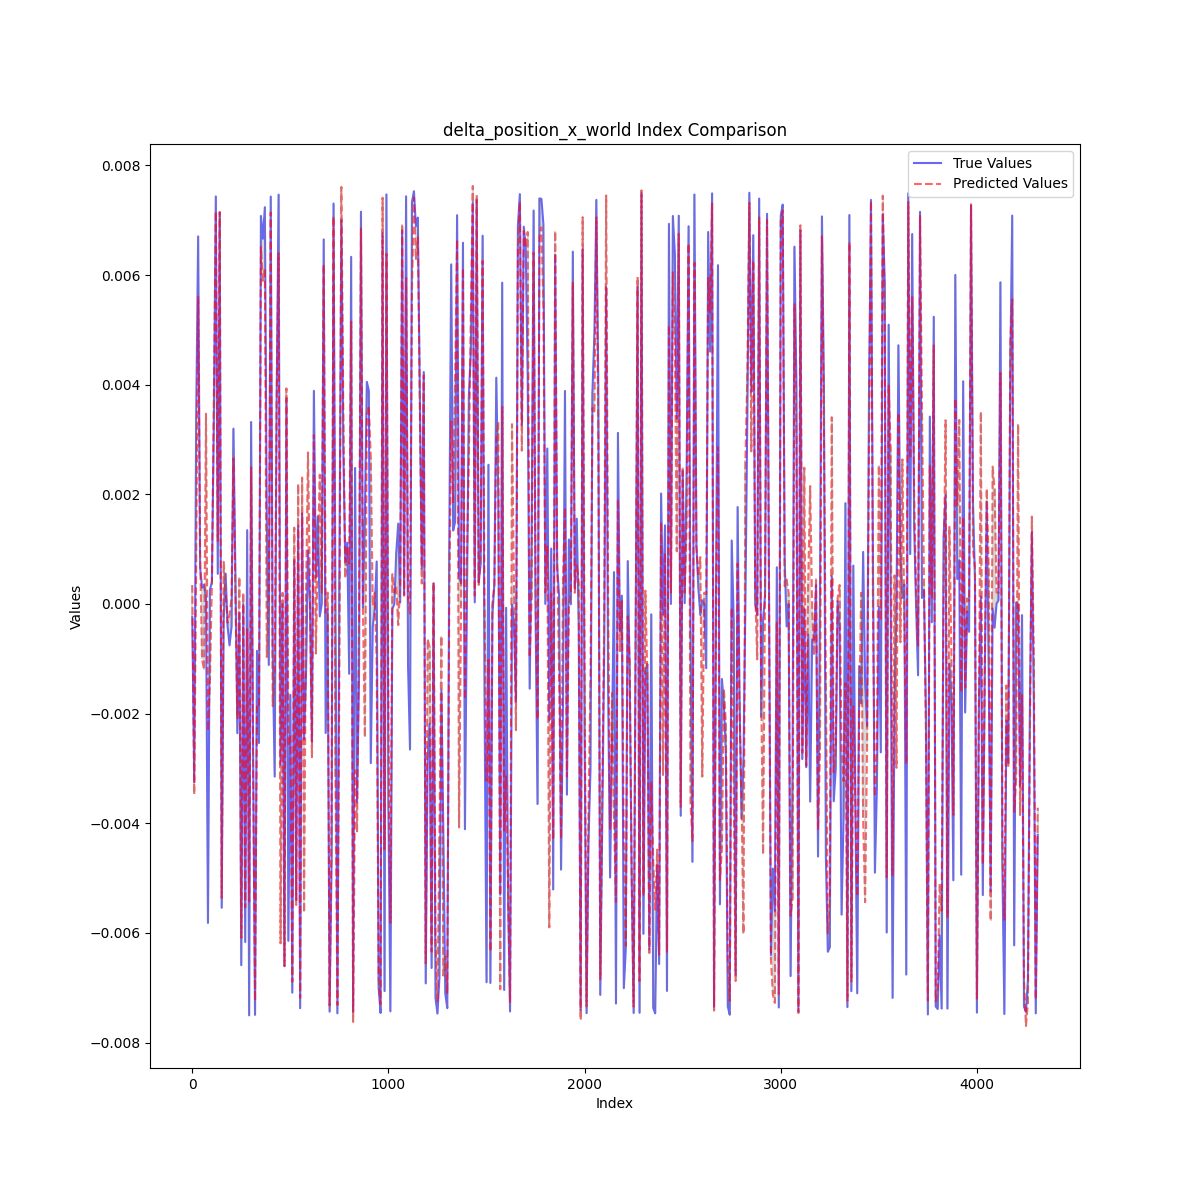 delta_position_x_world Index Comparison
True Values
Predicted Values
0.008
0.006
0.004
0.002
0.000
−0.002
−0.004
−0.006
−0.008
Values
0 1000 2000 3000 4000
Index